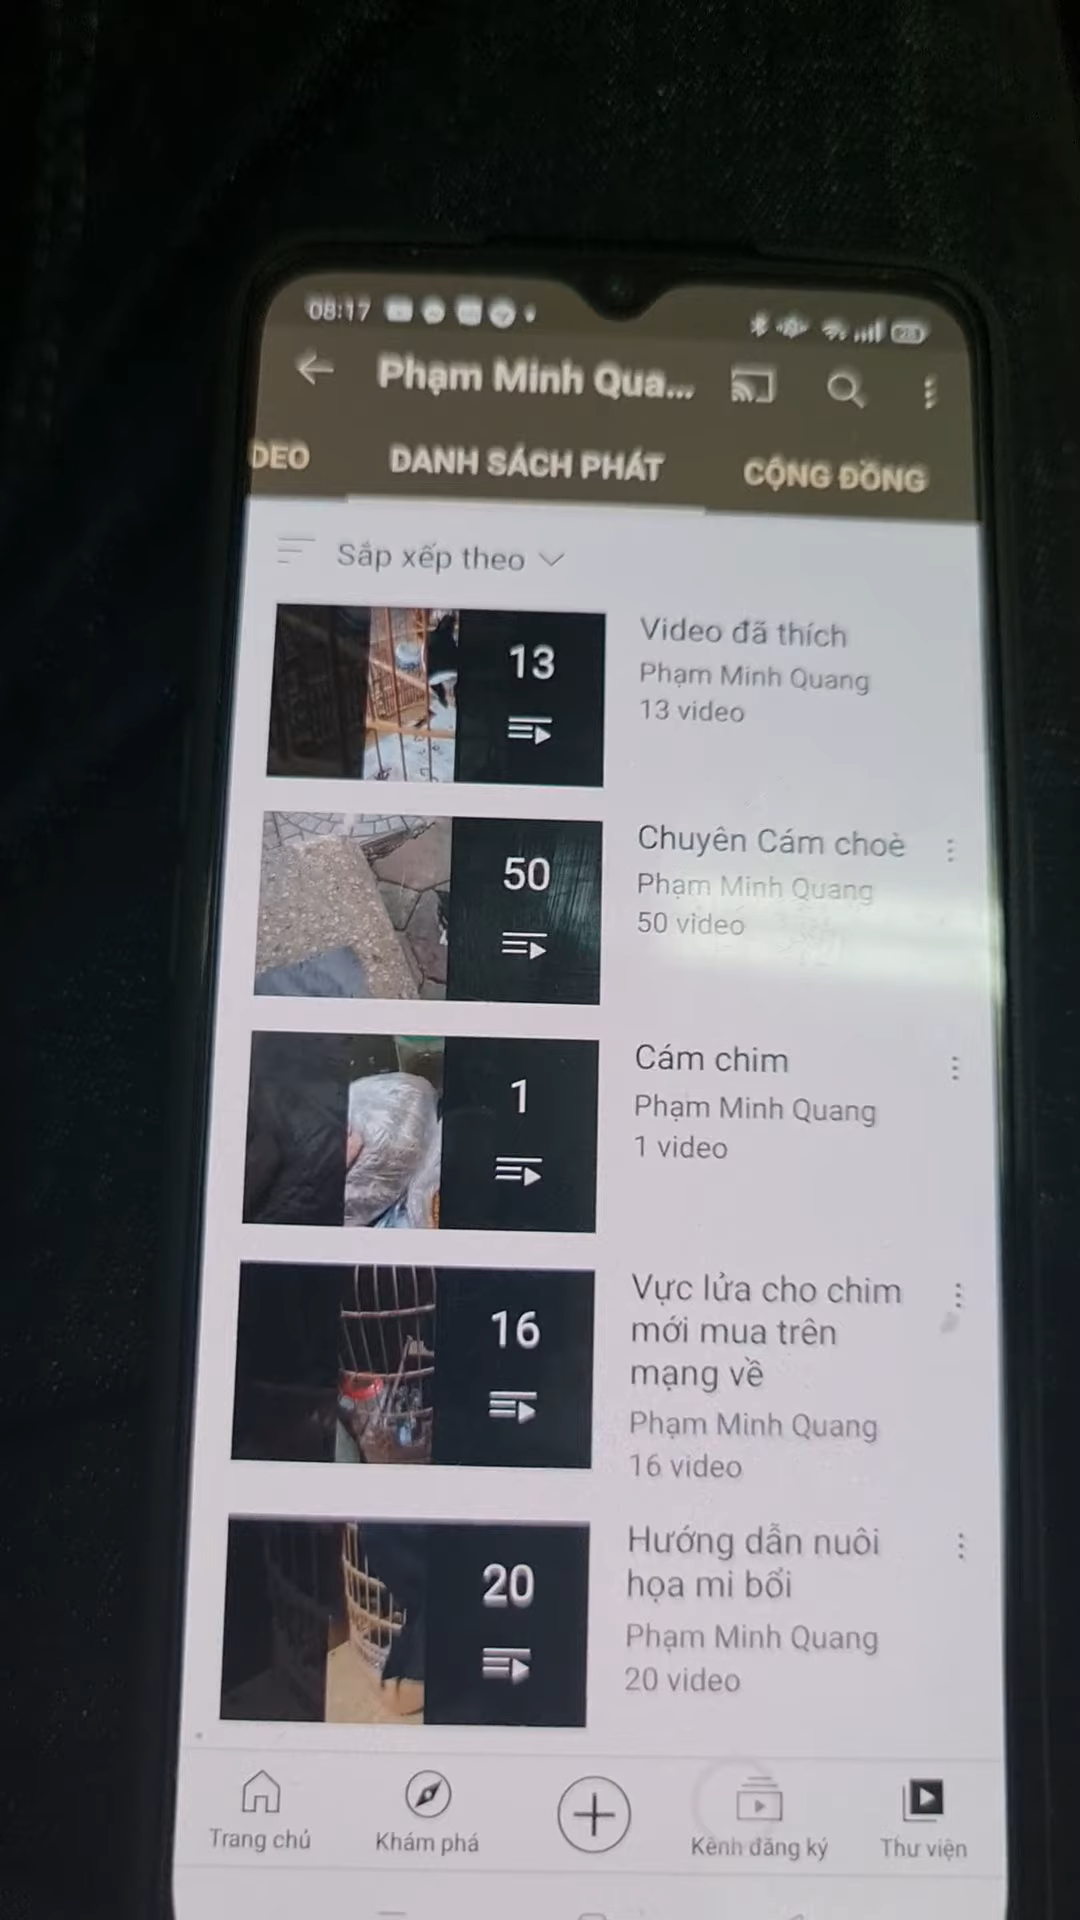 08:17
28
Phạm Minh Qua...
DEO
DANH SÁCH PHÁT
CỘNG ĐỒNG
Sắp xếp theo
13
Video đã thích
Phạm Minh Quang
13 video
50
Chuyên Cám choè
Phạm Minh Quang
50 video
1
Cám chim
Phạm Minh Quang
1 video
16
Vực lửa cho chim
mới mua trên
mạng về
Phạm Minh Quang
16 video
20
Hướng dẫn nuôi
họa mi bổi
Phạm Minh Quang
20 video
Trang chủ
Khám phá
Kênh đăng ký
Thư viện